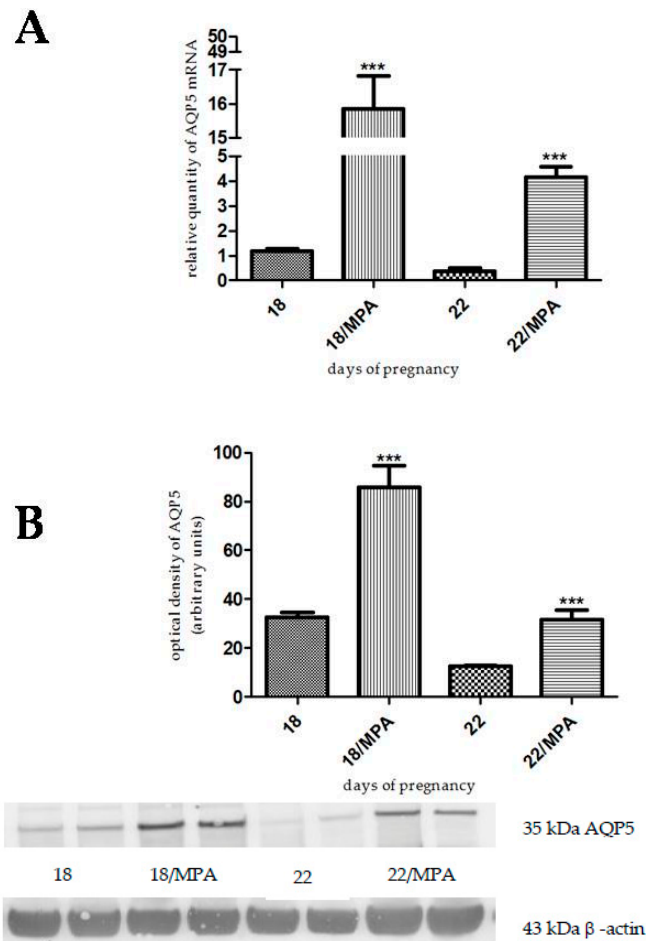 A
relative quantity of AQP5 mRNA
50
49
17
16
15
5
4
3
2
1
0
***
***
18
18/MPA
22
22/MPA
days of pregnancy
B
optical density of AQP5
(arbitrary units)
100
80
60
40
20
0
***
***
18
18/MPA
22
22/MPA
days of pregnancy
35 kDa AQP5
18 18/MPA 22 22/MPA
43 kDa β -actin